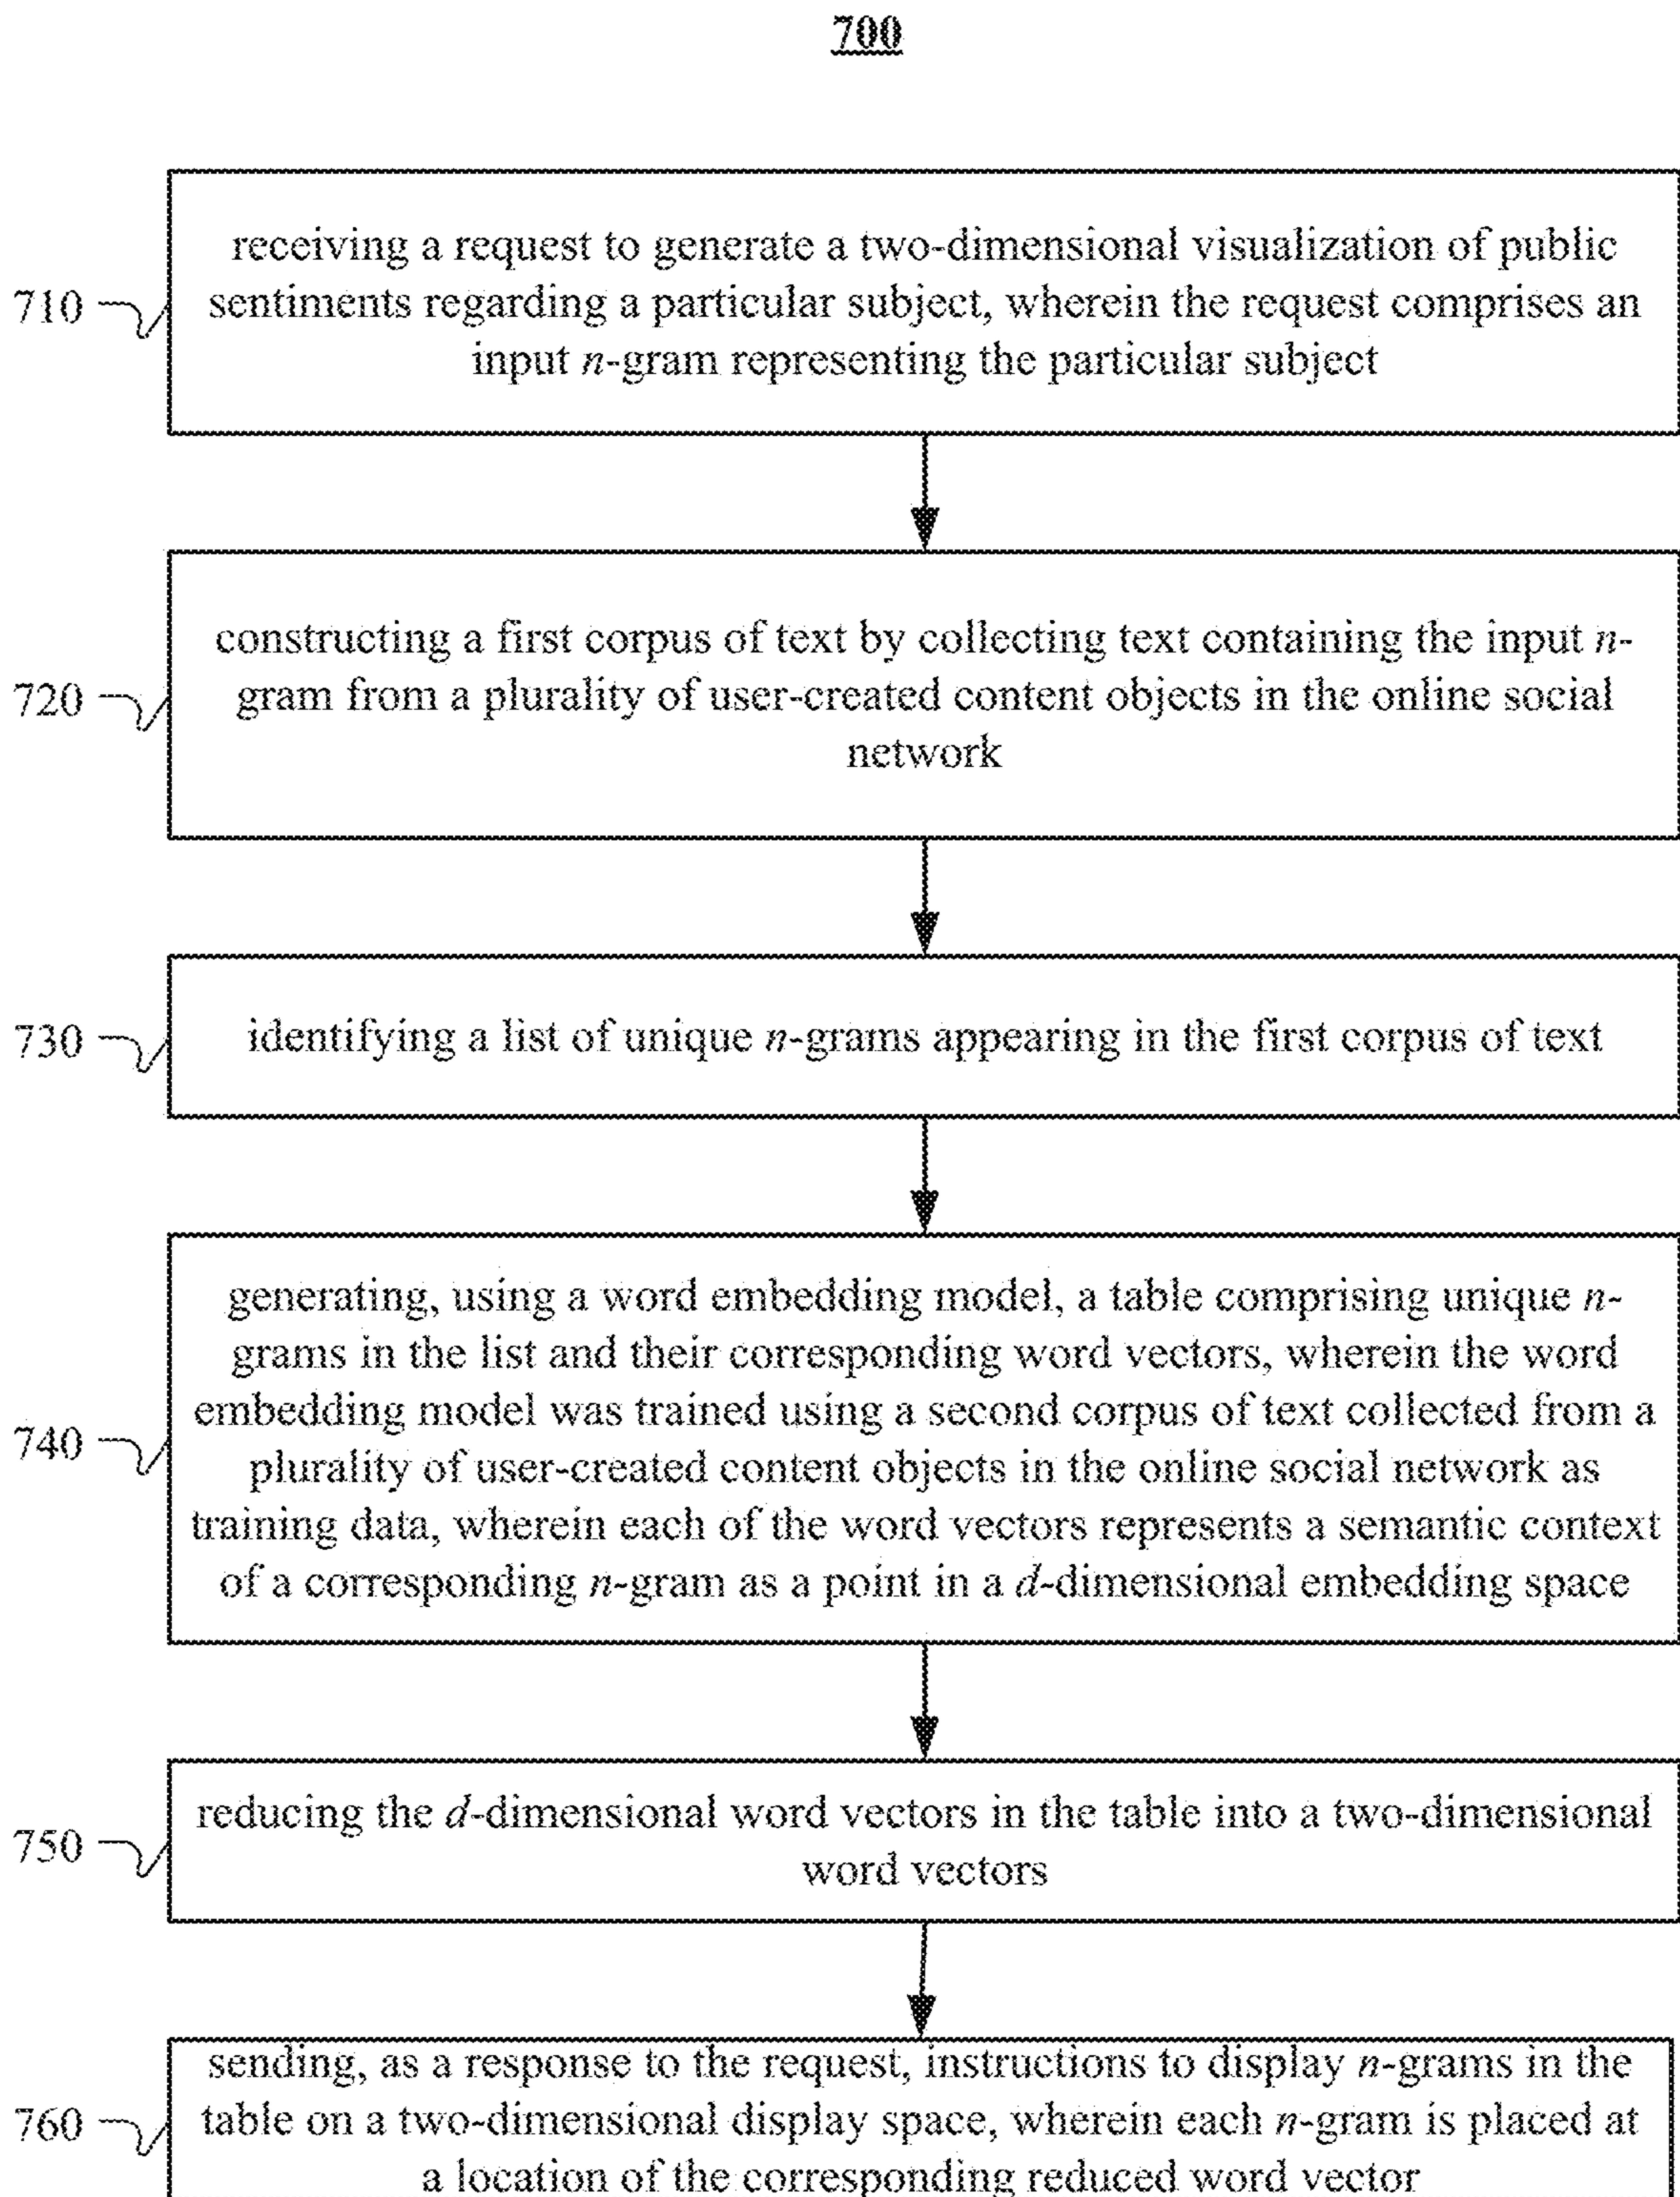 700
receiving a request to generate a two-dimensional visualization of public
710
sentiments regarding a particular subject, wherein the request comprises an
input n-gram representing the particular subject
constructing a first corpus of text by collecting text containing the input n-
720
gram from a plurality of user-created content objects in the online social
network
730
identifying a list of unique n-grams appearing in the first corpus of text
generating, using a word embedding model, a table comprising unique n-
grams in the list and their corresponding word vectors, wherein the word
embedding model was trained using a second corpus of text collected from a
740
plurality of user-created content objects in the online social network as
training data, wherein each of the word vectors represents a semantic context
of a corresponding n-gram as a point in a d-dimensional embedding space
reducing the d-dimensional word vectors in the table into a two-dimensional
750
word vectors
sending, as a response to the request, instructions to display n-grams in the
760
table on a two-dimensional display space, wherein each n-gram is placed at
a location of the corresponding reduced word vector